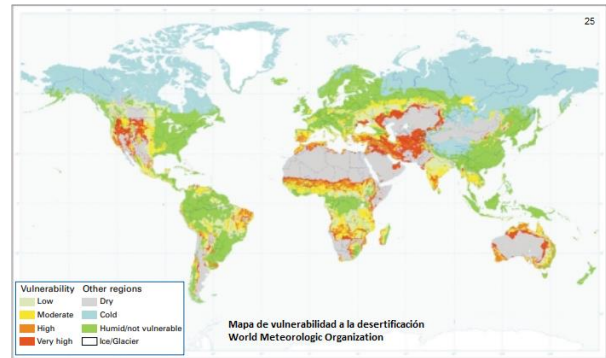 25
Vulnerability Other regions
Low Dry
Moderate Cold
High Humid/not vulnerable
Very high Ice/Glacier
Mapa de vulnerabilidad a la desertificación
World Meteorologic Organization